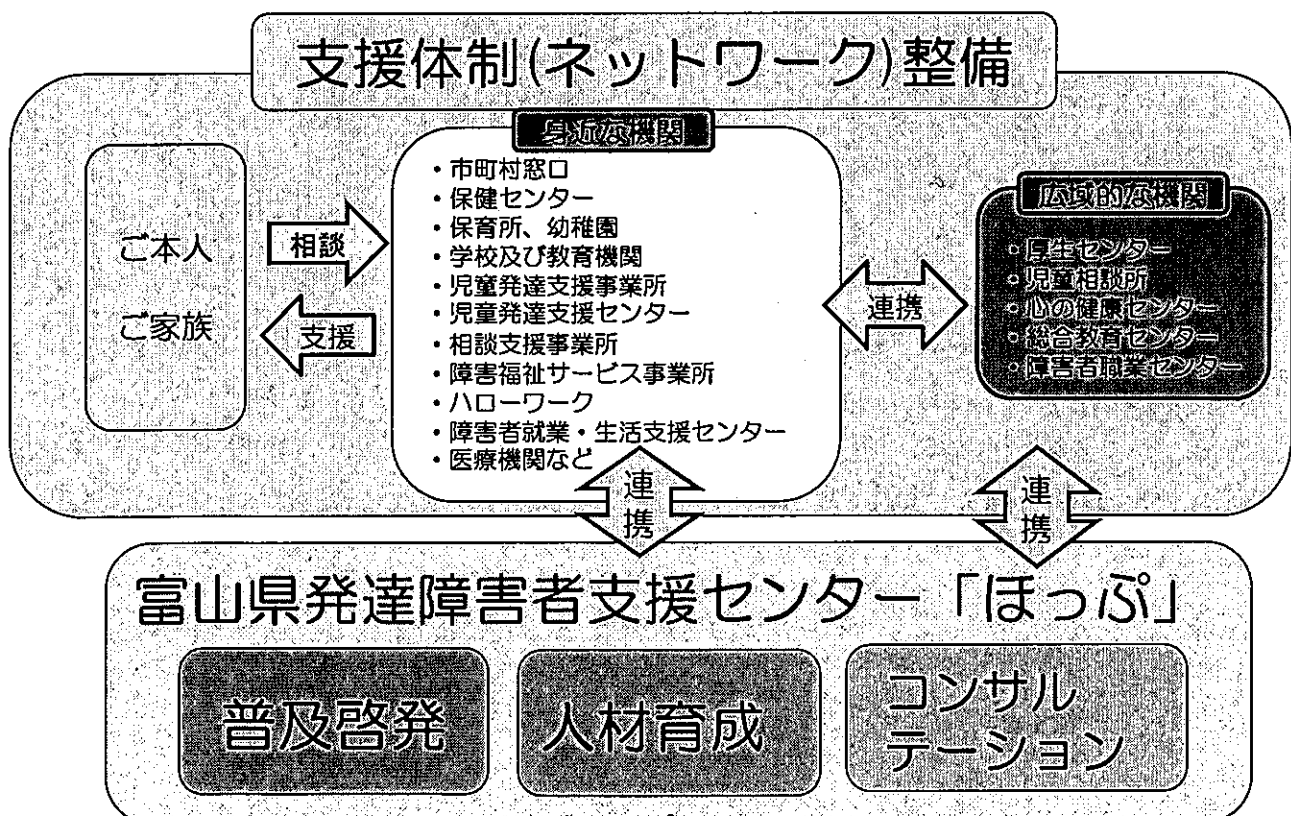 支援体制(ネットワーク)整備
ご本人
ご家族
相談
支援
身近な機関
・市町村窓口
・保健センター
・保育所、幼稚園
・学校及び教育機関
・児童発達支援事業所
・児童発達支援センター
・相談支援事業所
・障害福祉サービス事業所
・ハローワーク
・障害者就業・生活支援センター
・医療機関など
連携
広域的な機関
・厚生センター
・児童相談所
・心の健康センター
・総合教育センター
・障害者職業センター
連
携
連
携
富山県発達障害者支援センター「ほっぷ」
普及啓発
人材育成
コンサル
テーション